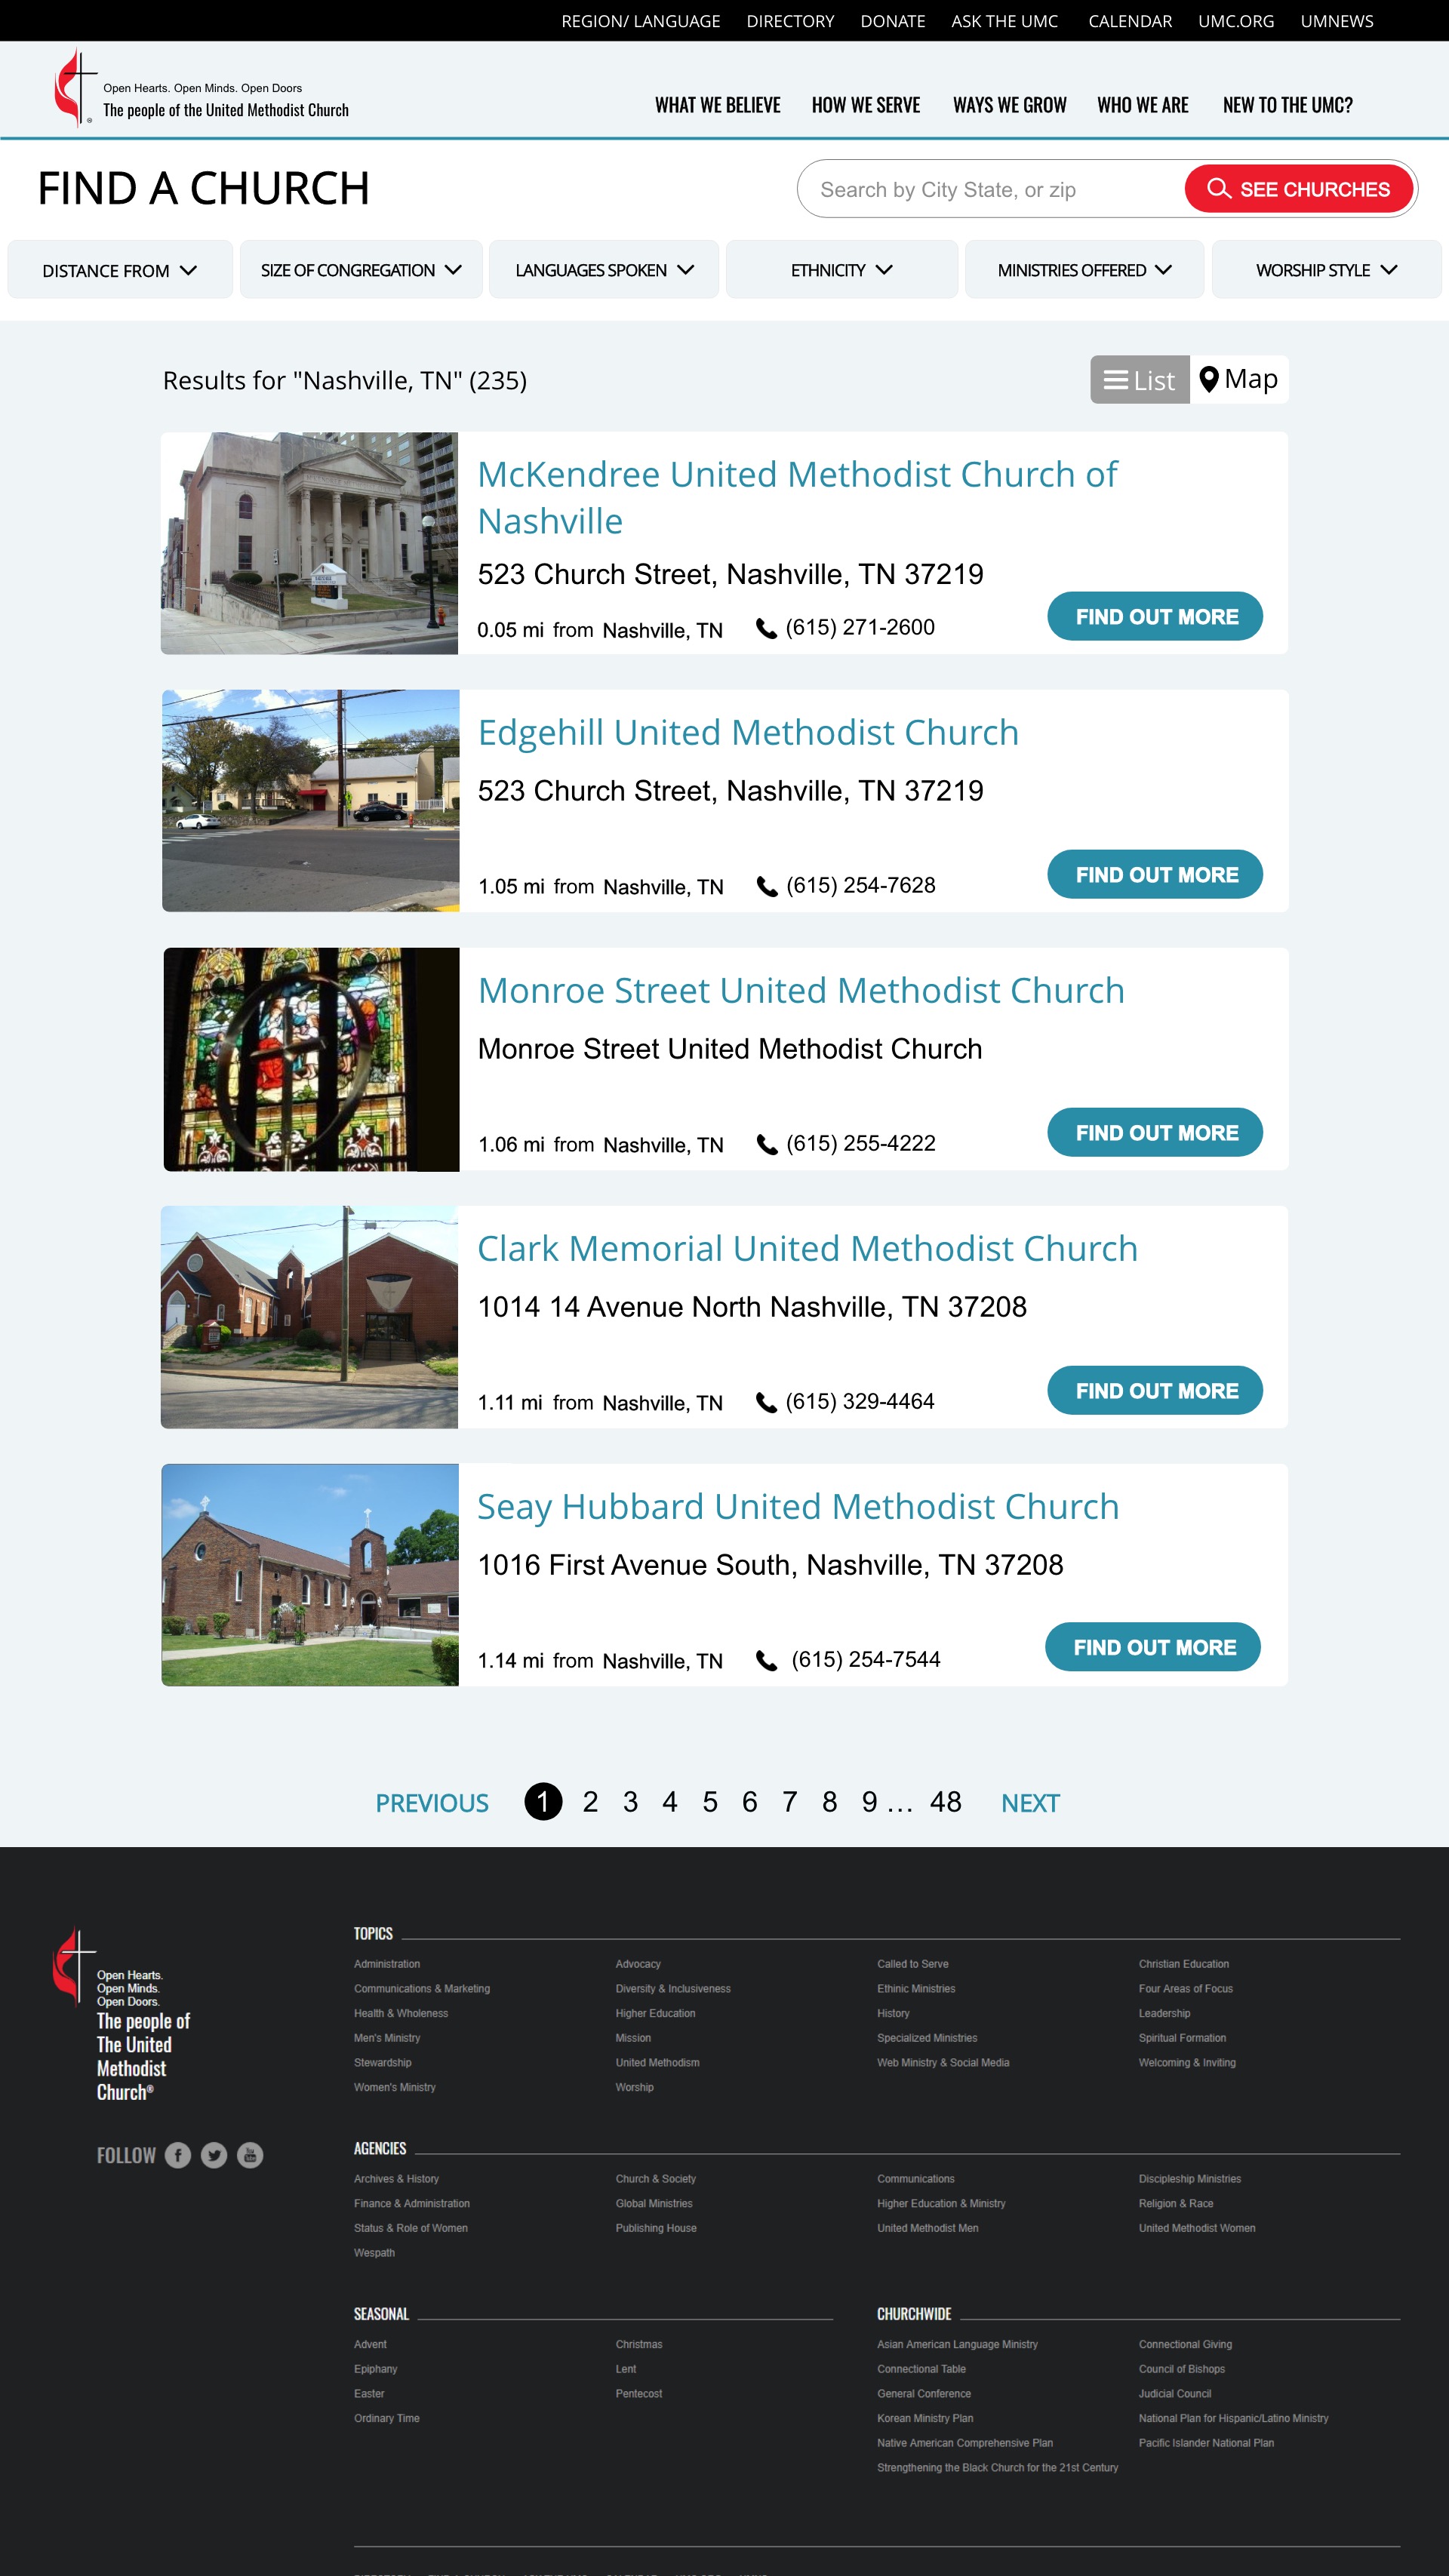 REGION/ LANGUAGE DIRECTORY DONATE ASK THE UMC CALENDAR UMC.ORG UMNEWS
Open Hearts. Open Minds. Open Doors
The people of the United Methodist Church
WHAT WE BELIEVE HOW WE SERVE WAYS WE GROW WHO WE ARE NEW TO THE UMC?
FIND A CHURCH
Search by City State, or zip
SEE CHURCHES
DISTANCE FROM SIZE OF CONGREGATION LANGUAGES SPOKEN ETHNICITY MINISTRIES OFFERED WORSHIP STYLE
Results for "Nashville, TN" (235)
List Map
McKendree United Methodist Church of
Nashville
523 Church Street, Nashville, TN 37219
0.05 mi from Nashville, TN (615) 271-2600
FIND OUT MORE
Edgehill United Methodist Church
523 Church Street, Nashville, TN 37219
1.05 mi from Nashville, TN (615) 254-7628
FIND OUT MORE
Monroe Street United Methodist Church
Monroe Street United Methodist Church
1.06 mi from Nashville, TN (615) 255-4222
FIND OUT MORE
Clark Memorial United Methodist Church
1014 14 Avenue North Nashville, TN 37208
1.11 mi from Nashville, TN (615) 329-4464
FIND OUT MORE
Seay Hubbard United Methodist Church
1016 First Avenue South, Nashville, TN 37208
1.14 mi from Nashville, TN (615) 254-7544
FIND OUT MORE
PREVIOUS 1 2 3 4 5 6 7 8 9 ... 48 NEXT
Open Hearts.
Open Minds.
Open Doors.
The people of
The United
Methodist
Church®
FOLLOW
TOPICS
Administration Advocacy Called to Serve Christian Education
Communications & Marketing Diversity & Inclusiveness Ethinic Ministries Four Areas of Focus
Health & Wholeness Higher Education History Leadership
Men's Ministry Mission Specialized Ministries Spiritual Formation
Stewardship United Methodism Web Ministry & Social Media Welcoming & Inviting
Women's Ministry Worship
AGENCIES
Archives & History Church & Society Communications Discipleship Ministries
Finance & Administration Global Ministries Higher Education & Ministry Religion & Race
Status & Role of Women Publishing House United Methodist Men United Methodist Women
Wespath
SEASONAL
Advent Christmas
Epiphany Lent
Easter Pentecost
Ordinary Time
CHURCHWIDE
Asian American Language Ministry Connectional Giving
Connectional Table Council of Bishops
General Conference Judicial Council
Korean Ministry Plan National Plan for Hispanic/Latino Ministry
Native American Comprehensive Plan Pacific Islander National Plan
Strengthening the Black Church for the 21st Century